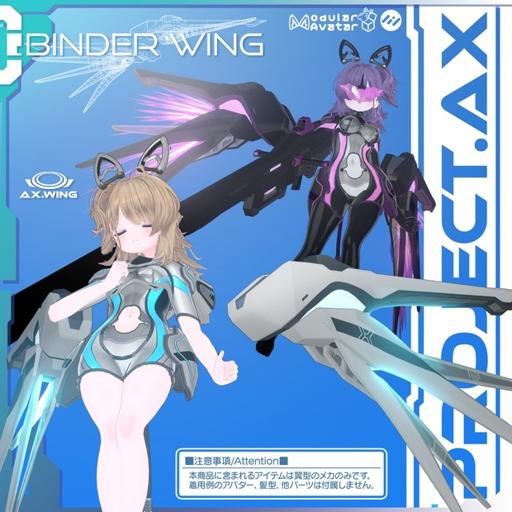 BINDER WING
Modular
Avatar
AX.WING
PROJECT.AX
■注意事項/Attention■
本商品に含まれるアイテムは翼型のメカのみです。
着用例のアバター、髪型、他パーツは付属しません。